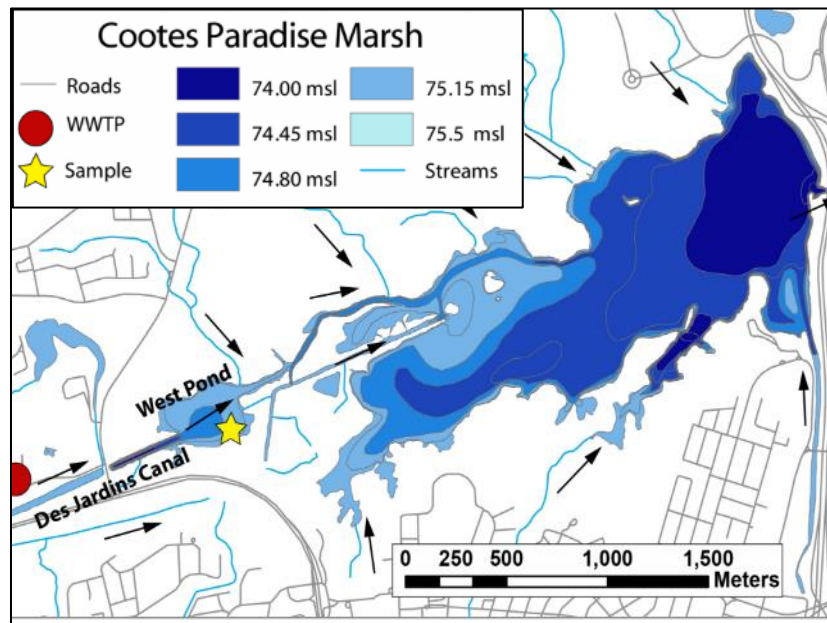 Cootes Paradise Marsh
Roads
74.00 msl
75.15 msl
WWTP
74.45 msl
75.5 msl
Sample
74.80 msl
Streams
West Pond
Des Jardins Canal
0 250 500 1,000 1,500
Meters